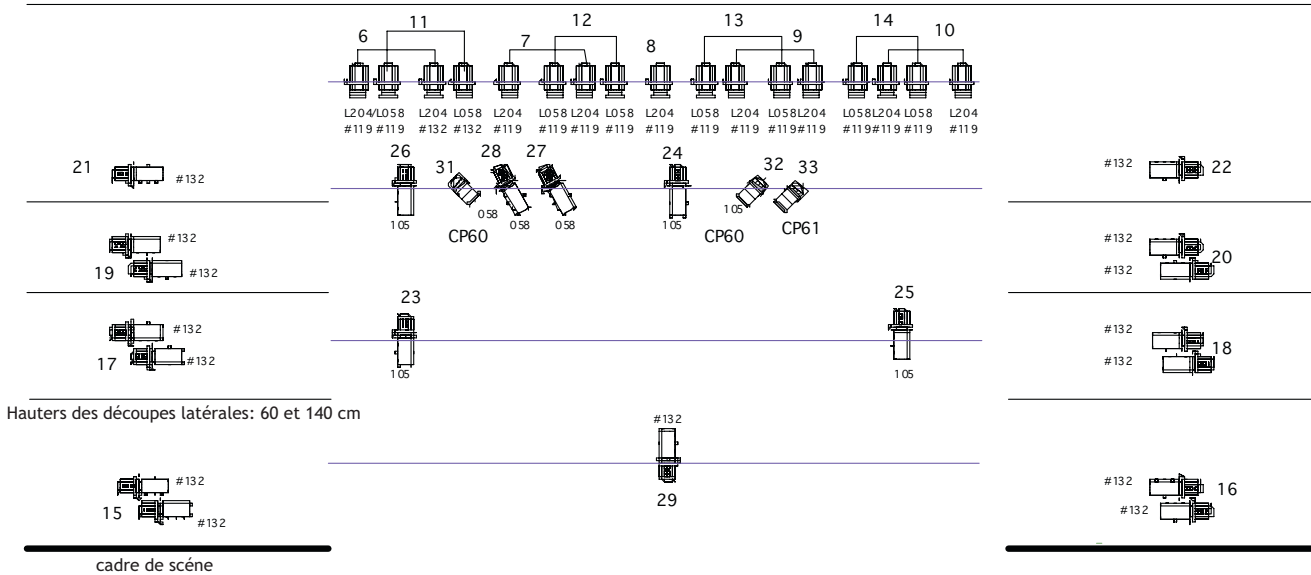 11 12 13 14
6 7 8 9 10
L204/L058 L204 L058 L204 L058 L204 L058 L204 L058 L204 L058L204 L058L204 L058 L204
#119 #119 #132 #132 #119 #119 #119 #119 #119 #119 #119 #119 #119 #119#119 #119 #119
21 #132 26 31 28 27 24 32 33 #132 22
105 058 058 058 105 105
CP60 CP60 CP61
#132 #132
19 #132 #132 20
23 25
#132 #132
17 #132 #132 18
105 105
Hauters des découpes latérales: 60 et 140 cm
#132
29
#132 #132 16
15 #132 #132
cadre de scéne